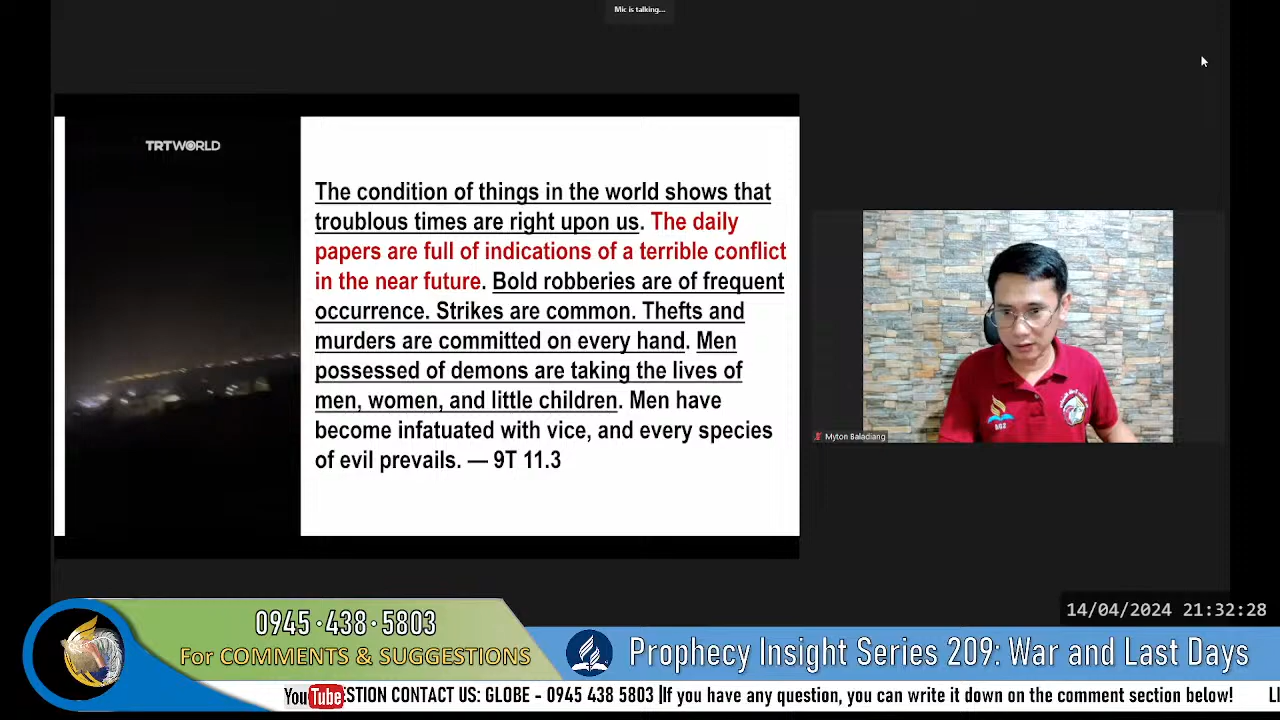 Mic is talking...
TRTWORLD
The condition of things in the world shows that
troublous times are right upon us. The daily
papers are full of indications of a terrible conflict
in the near future. Bold robberies are of frequent
occurrence. Strikes are common. Thefts and
murders are committed on every hand. Men
possessed of demons are taking the lives of
men, women, and little children. Men have
become infatuated with vice, and every species
of evil prevails. — 9T 11.3
Myton Baladiang
14/04/2024 21:32:28
0945·438·5803
For COMMENTS & SUGGESTIONS
Prophecy Insight Series 209: War and Last Days
YouTube ESTION CONTACT US: GLOBE - 0945 438 5803 |If you have any question, you can write it down on the comment section below! LI